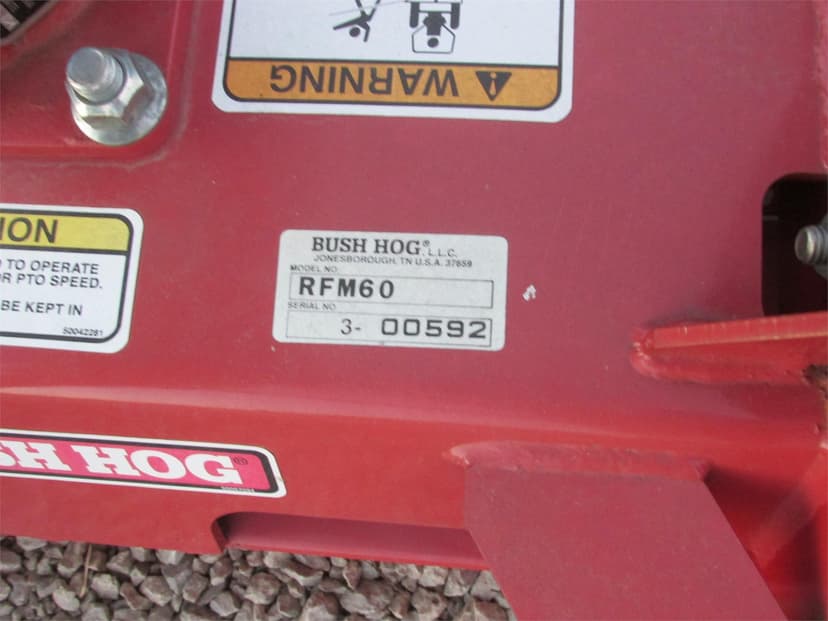 WARNING
ION
TO OPERATE
PTO SPEED.
BE KEPT IN
50042281
BUSH HOG®, L.L.C.
JONESBOROUGH, TN U.S.A. 37659
MODEL NO.
RFM60
SERIAL NO.
3- 00592
SH HOG®